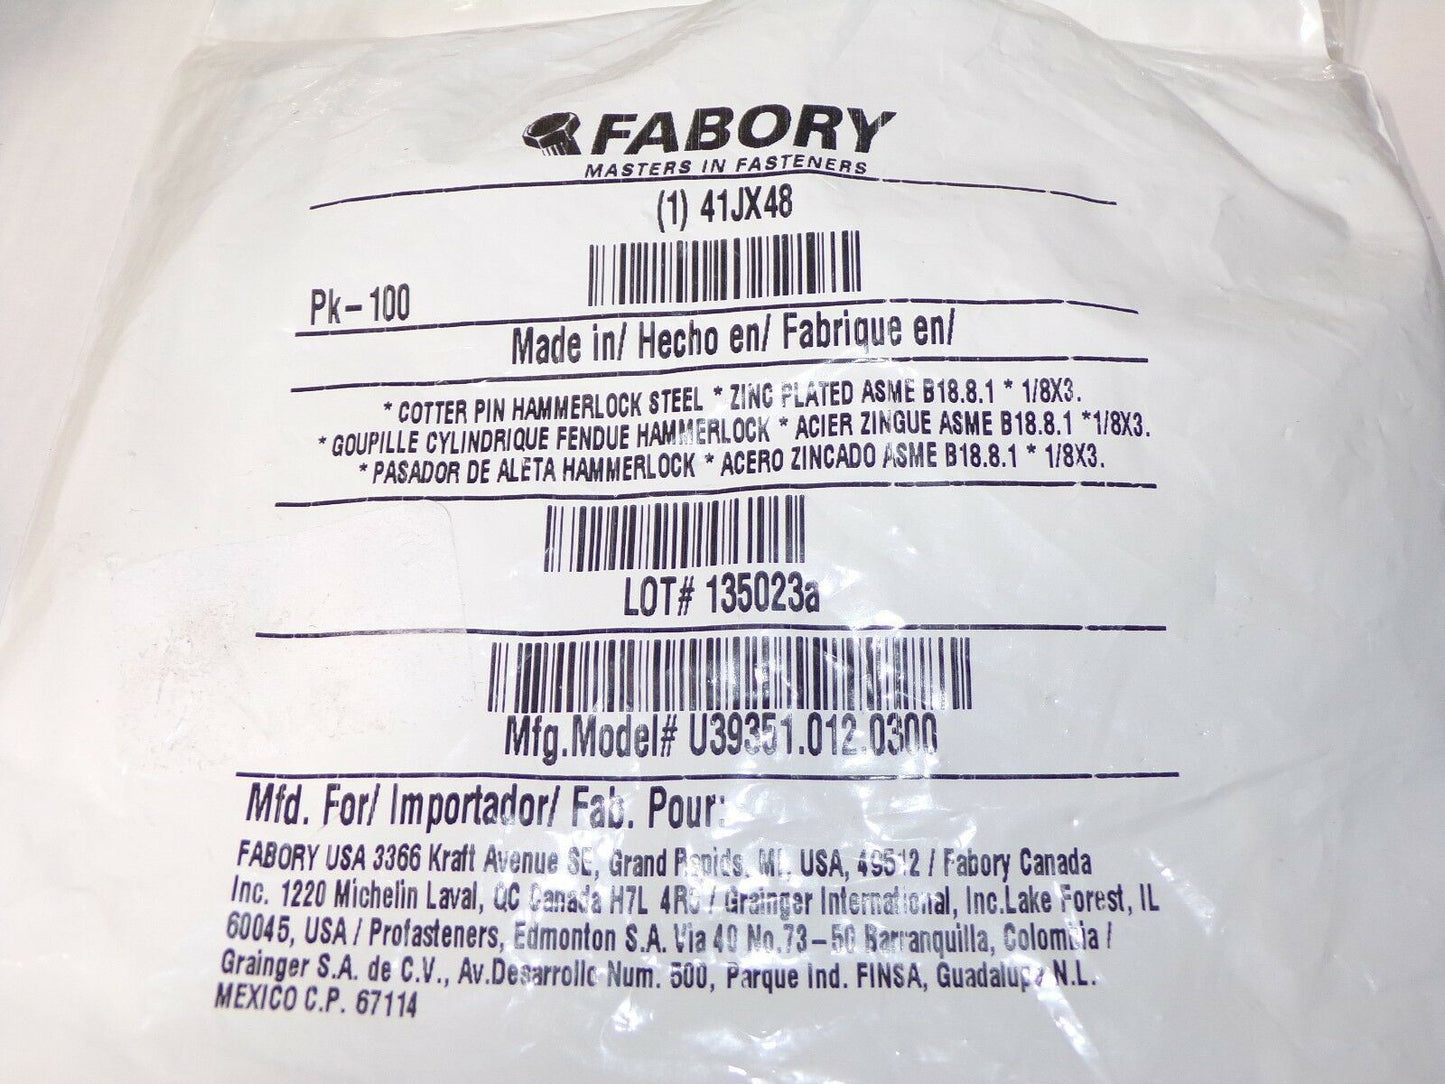 FABORY
MASTERS IN FASTENERS
(1) 41JX48
Pk-100
Made in/ Hecho en/ Fabrique en/
* COTTER PIN HAMMERLOCK STEEL * ZINC PLATED ASME B18.8.1 * 1/8X3.
* GOUPILLE CYLINDRIQUE FENDUE HAMMERLOCK * ACIER ZINGUE ASME B18.8.1 *1/8X3.
* PASADOR DE ALETA HAMMERLOCK * ACERO ZINCADO ASME B18.8.1 * 1/8X3.
LOT# 135023a
Mfg.Model# U39351.012.0300
Mfd. For/ Importador/ Fab. Pour:
FABORY USA 3366 Kraft Avenue SE, Grand Rapids, MI, USA, 49512 / Fabory Canada
Inc. 1220 Michelin Laval, QC Canada H7L / Grainger International, Inc.Lake Forest, IL
60045, USA / Profasteners, Edmonton S.A. Via 40 No.73-50 Barranquilla, Colombia /
Grainger S.A. de C.V., Av.Desarrollo Num. 500, Parque Ind. FINSA, Guadalupe N.L.
MEXICO C.P. 67114